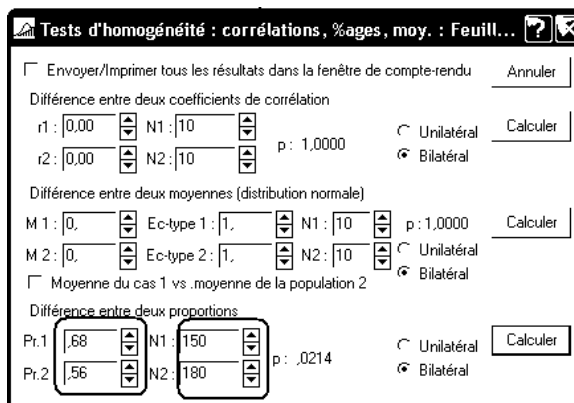 Tests d'homogénéité : corrélations, %ages, moy. : Feuill...
Envoyer/Imprimer tous les résultats dans la fenêtre de compte-rendu Annuler
Différence entre deux coefficients de corrélation
r1 : 0,00 N1 : 10 p : 1,0000 Unilatéral Calculer
r2 : 0,00 N2 : 10 Bilatéral
Différence entre deux moyennes (distribution normale)
M 1 : 0, Ec-type 1 : 1, N1 : 10 p : 1,0000 Calculer
M 2 : 0, Ec-type 2 : 1, N2 : 10 Unilatéral
Moyenne du cas 1 vs .moyenne de la population 2 Bilatéral
Différence entre deux proportions
Pr.1 ,68 N1 : 150 p : ,0214 Unilatéral Calculer
Pr.2 ,56 N2 : 180 Bilatéral